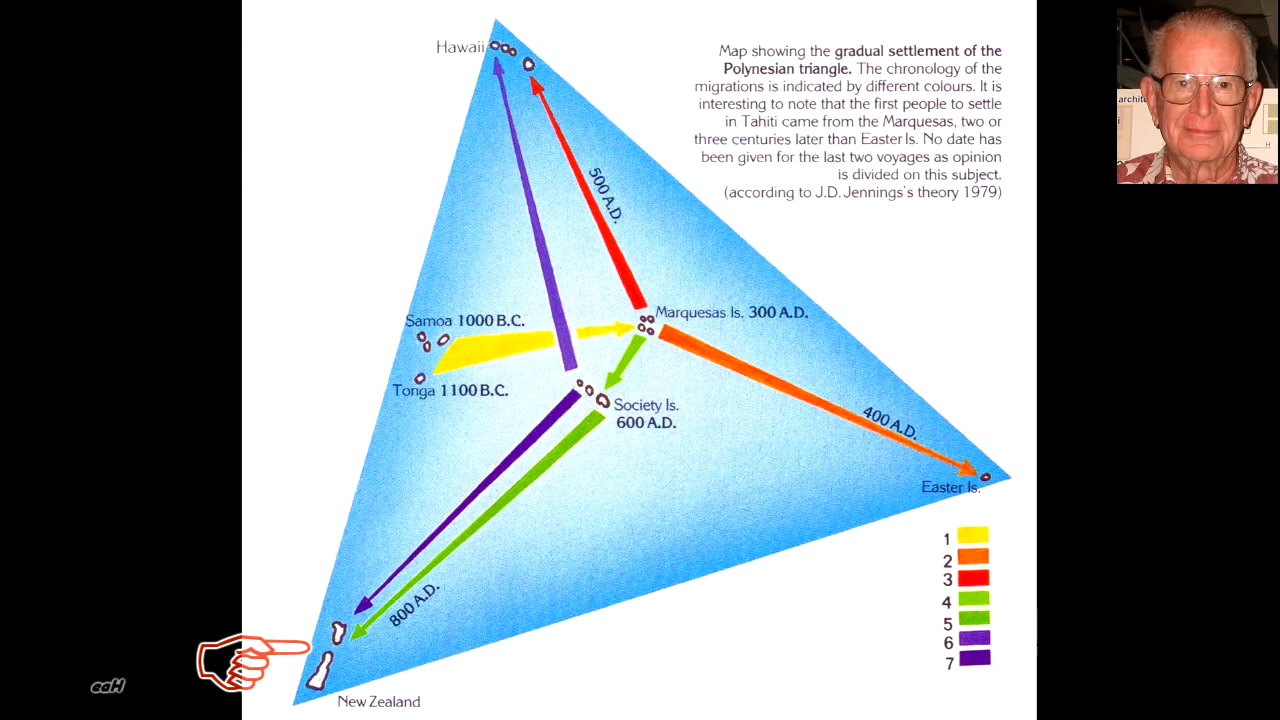 Hawaii
Map showing the gradual settlement of the
Polynesian triangle. The chronology of the
migrations is indicated by different colours. It is
interesting to note that the first people to settle
in Tahiti came from the Marquesas, two or
three centuries later than Easter Is. No date has
been given for the last two voyages as opinion
is divided on this subject.
(according to J.D. Jennings's theory 1979)
archite
H
500 A.D.
Marquesas Is. 300 A.D.
Samoa 1000 B.C.
Tonga 1100 B.C.
Society Is.
600 A.D.
400 A.D.
Easter Is.
800 A.D.
New Zealand
1
2
3
4
5
6
7